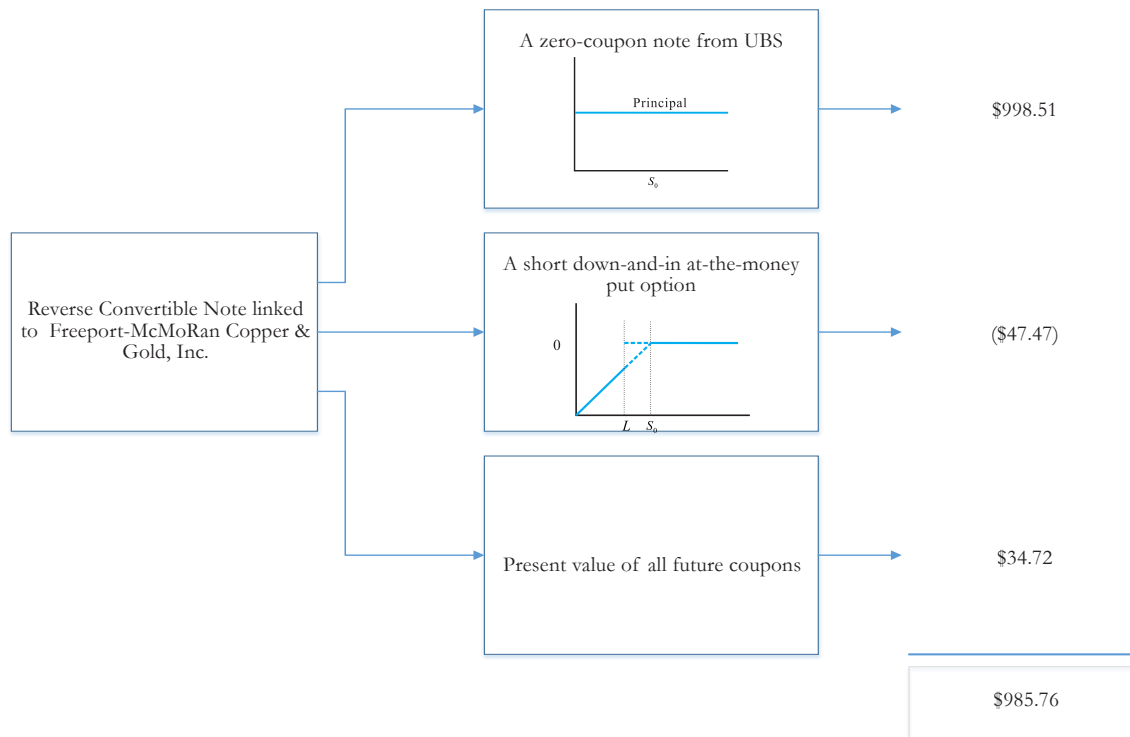 A zero-coupon note from UBS
Principal
S₀
$998.51
Reverse Convertible Note linked
to Freeport-McMoRan Copper &
Gold, Inc.
A short down-and-in at-the-money
put option
0
L S₀
($47.47)
Present value of all future coupons
$34.72
$985.76